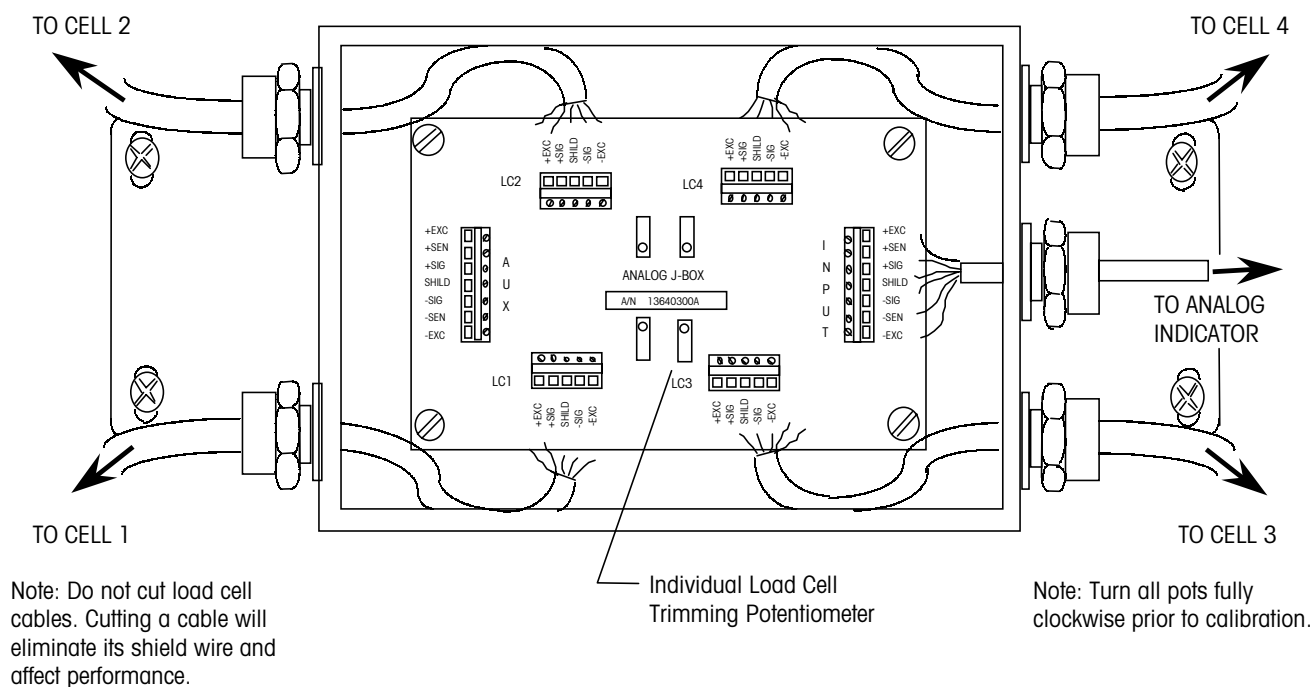 TO CELL 2
TO CELL 4
+EXC
+SIG
SHILD
-SIG
-EXC
LC2
+EXC
+SIG
SHILD
-SIG
-EXC
LC4
+EXC
+SEN
+SIG
SHILD
-SIG
-SEN
-EXC
A
U
X
ANALOG J-BOX
A/N 13640300A
I
N
P
U
T
+EXC
+SEN
+SIG
SHILD
-SIG
-SEN
-EXC
TO ANALOG
INDICATOR
LC1
+EXC
+SIG
SHILD
-SIG
-EXC
LC3
+EXC
+SIG
SHILD
-SIG
-EXC
TO CELL 1
TO CELL 3
Note: Do not cut load cell
cables. Cutting a cable will
eliminate its shield wire and
affect performance.
Individual Load Cell
Trimming Potentiometer
Note: Turn all pots fully
clockwise prior to calibration.